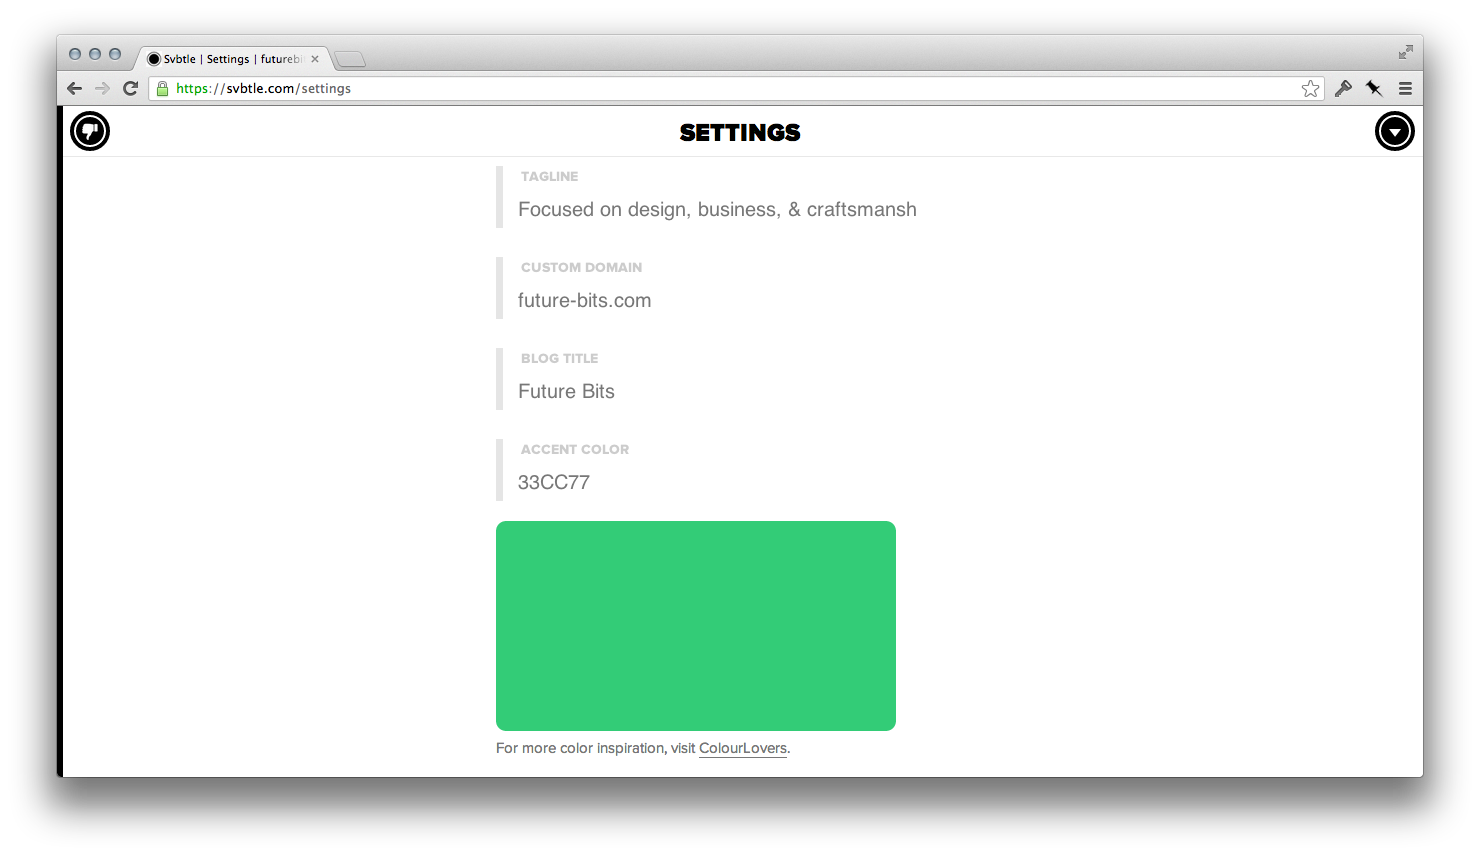 Svbtle | Settings | futurebi
https://svbtle.com/settings
SETTINGS
TAGLINE
Focused on design, business, & craftsmansh
CUSTOM DOMAIN
future-bits.com
BLOG TITLE
Future Bits
ACCENT COLOR
33CC77
For more color inspiration, visit ColourLovers.